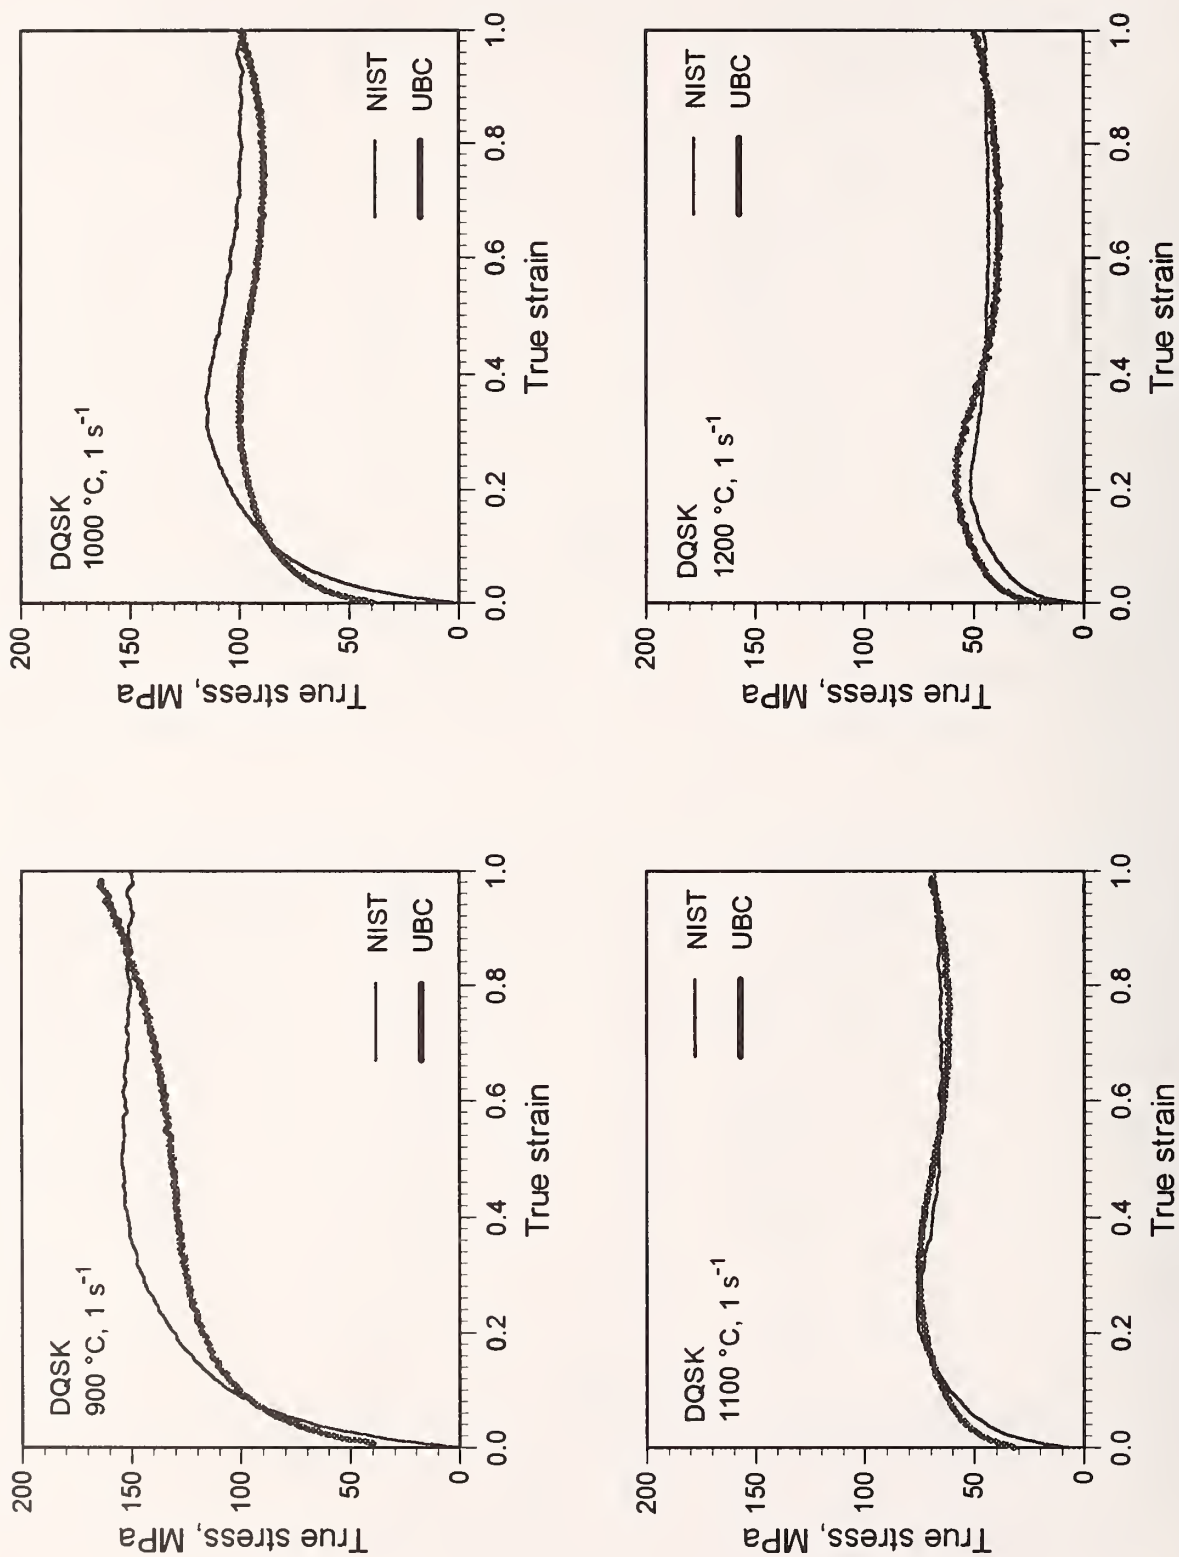 200
150
100
50
0
True stress, MPa
DQSK
900 °C, 1 s⁻¹
NIST
UBC
0.0
0.2
0.4
0.6
0.8
1.0
True strain
200
150
100
50
0
True stress, MPa
DQSK
1000 °C, 1 s⁻¹
NIST
UBC
0.0
0.2
0.4
0.6
0.8
1.0
True strain
200
150
100
50
0
True stress, MPa
DQSK
1100 °C, 1 s⁻¹
NIST
UBC
0.0
0.2
0.4
0.6
0.8
1.0
True strain
200
150
100
50
0
True stress, MPa
DQSK
1200 °C, 1 s⁻¹
NIST
UBC
0.0
0.2
0.4
0.6
0.8
1.0
True strain